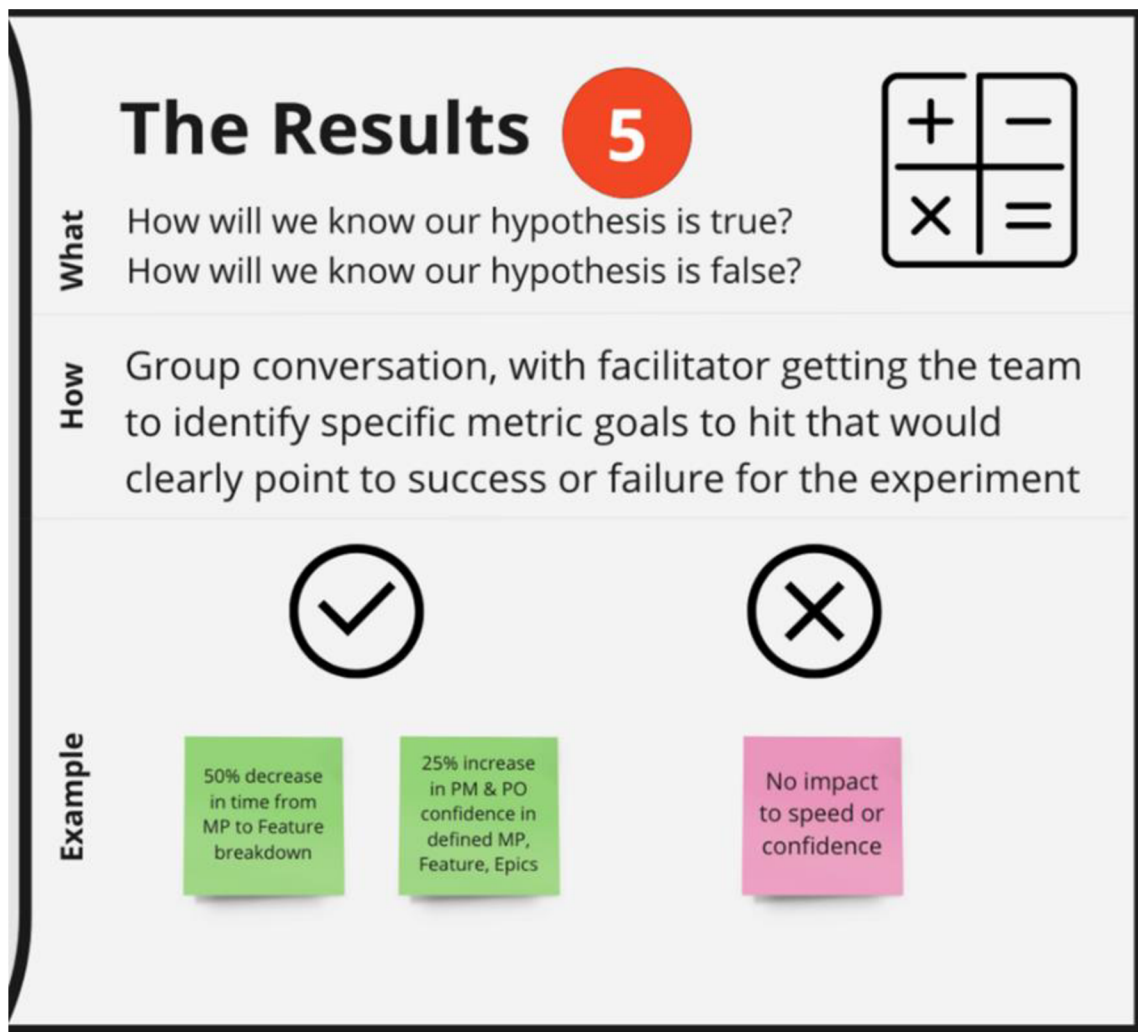 The Results 5
What
How will we know our hypothesis is true?
How will we know our hypothesis is false?
How
Group conversation, with facilitator getting the team
to identify specific metric goals to hit that would
clearly point to success or failure for the experiment
Example
50% decrease
in time from
MP to Feature
breakdown
25% increase
in PM & PO
confidence in
defined MP,
Feature, Epics
No impact
to speed or
confidence